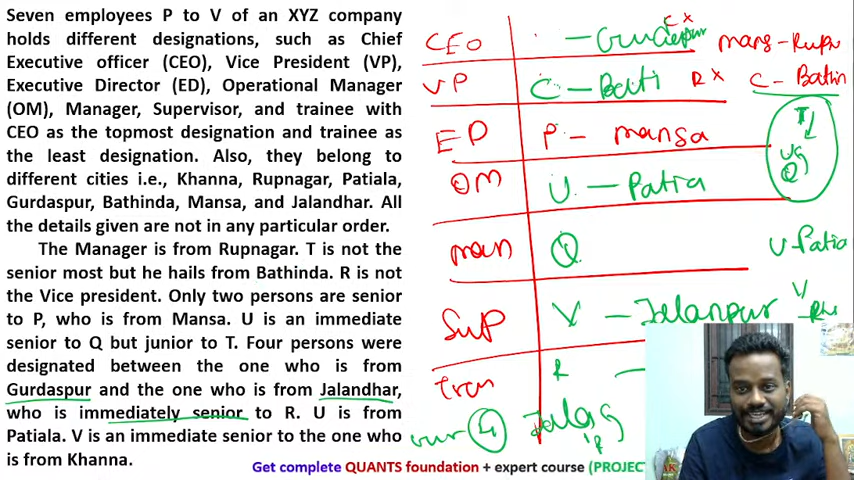 Seven employees P to V of an XYZ company
holds different designations, such as Chief
Executive officer (CEO), Vice President (VP),
Executive Director (ED), Operational Manager
(OM), Manager, Supervisor, and trainee with
CEO as the topmost designation and trainee as
the least designation. Also, they belong to
different cities i.e., Khanna, Rupnagar, Patiala,
Gurdaspur, Bathinda, Mansa, and Jalandhar. All
the details given are not in any particular order.
The Manager is from Rupnagar. T is not the
senior most but he hails from Bathinda. R is not
the Vice president. Only two persons are senior
to P, who is from Mansa. U is an immediate
senior to Q but junior to T. Four persons were
designated between the one who is from
Gurdaspur and the one who is from Jalandhar,
who is immediately senior to R. U is from
Patiala. V is an immediate senior to the one who
is from Khanna.
CEO
C x
mang - Rupn
VP C - Bati R x C - Batin
ED P - mansa
OM U - Patia
man Q U - Patia
Sup V - Jalanpur
Tran R
4
Get complete QUANTS foundation + expert course (PROJEC